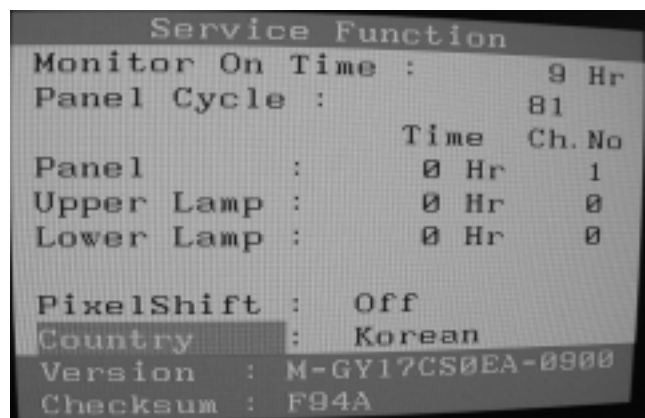 Service Function
Monitor On Time : 9 Hr
Panel Cycle : 81
Time Ch.No
Panel : 0 Hr 1
Upper Lamp : 0 Hr 0
Lower Lamp : 0 Hr 0
PixelShift : Off
Country : Korean
Version : M-GY17CS0EA-0900
Checksum : F94A